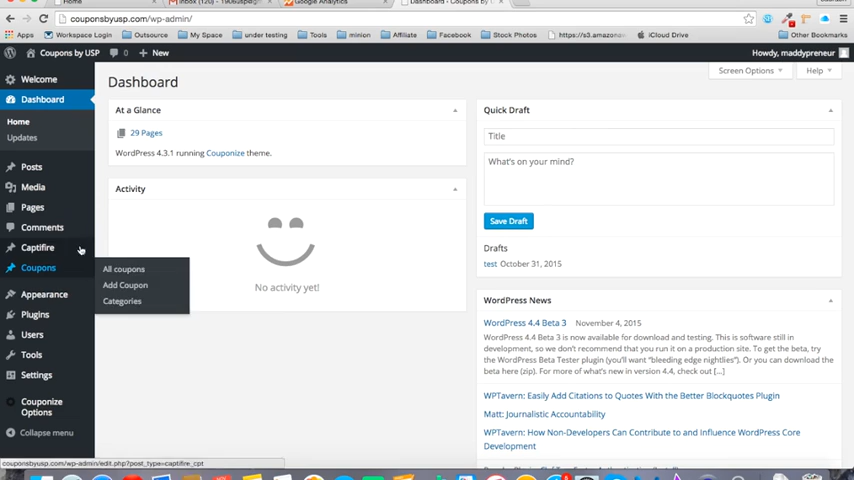 Home
Inbox (120) - 19065sp@gr
Google Analytics
Dashboard ‹ Coupons by U
couponsbyusp.com/wp-admin/
Apps
Working Lunch
Outsource
My Space
under testing
Tools
minion
Affiliate
Facebook
Stock Photos
https://s3.amazonaw
iCloud Drive
Other Bookmarks
Coupons by USP
0
New
Howdy, maddypreneur
Welcome
Dashboard
Home
Updates
Posts
Media
Pages
Comments
Captifire
Coupons
All coupons
Add Coupon
Categories
Appearance
Plugins
Users
Tools
Settings
Couponize
Options
Collapse menu
Screen Options
Help
Dashboard
At a Glance
29 Pages
WordPress 4.3.1 running Couponize theme.
Activity
No activity yet!
Quick Draft
Title
What's on your mind?
Save Draft
Drafts
test October 31, 2015
WordPress News
WordPress 4.4 Beta 3 November 4, 2015
WordPress 4.4 Beta 3 is now available for download and testing. This is software still in
development, so we don't recommend that you run it on a production site. To get the beta, try
the WordPress Beta Tester plugin (you'll want "bleeding edge nightlies"). Or you can download the
beta here (zip). For more of what's new in version 4.4, check out […]
WPTavern: Easily Add Citations to Quotes With the Better Blockquotes Plugin
Matt: Journalistic Accountability
WPTavern: How Non-Developers Can Contribute to and Influence WordPress Core
Development
couponsbyusp.com/wp-admin/edit.php?post_type=captifire_cpt